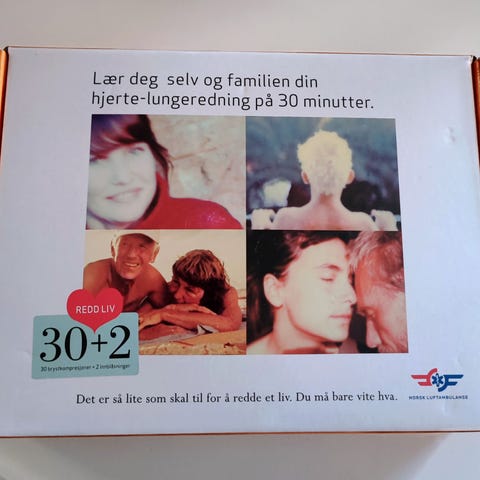 Lær deg selv og familien din
hjerte-lungeredning på 30 minutter.
REDD LIV
30+2
30 brystkompresjoner + 2 innblåsninger
Det er så lite som skal til for å redde et liv. Du må bare vite hva.
NORSK LUFTAMBULANSE